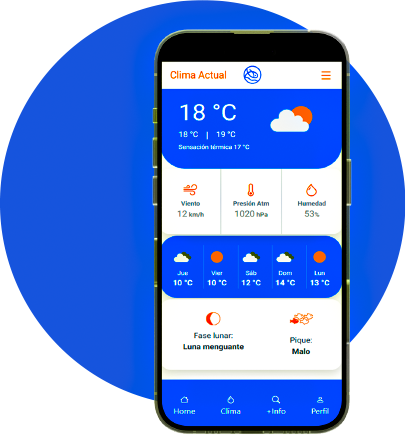 Clima Actual
18 °C
18 °C | 19 °C
Sensación térmica 17 °C
Viento Presión Atm Humedad
12 km/h 1020 hPa 53%
Jue Vier Sáb Dom Lun
10 °C 10 °C 12 °C 14 °C 13 °C
Fase lunar: Pique:
Luna menguante Malo
Home Clima +Info Perfil